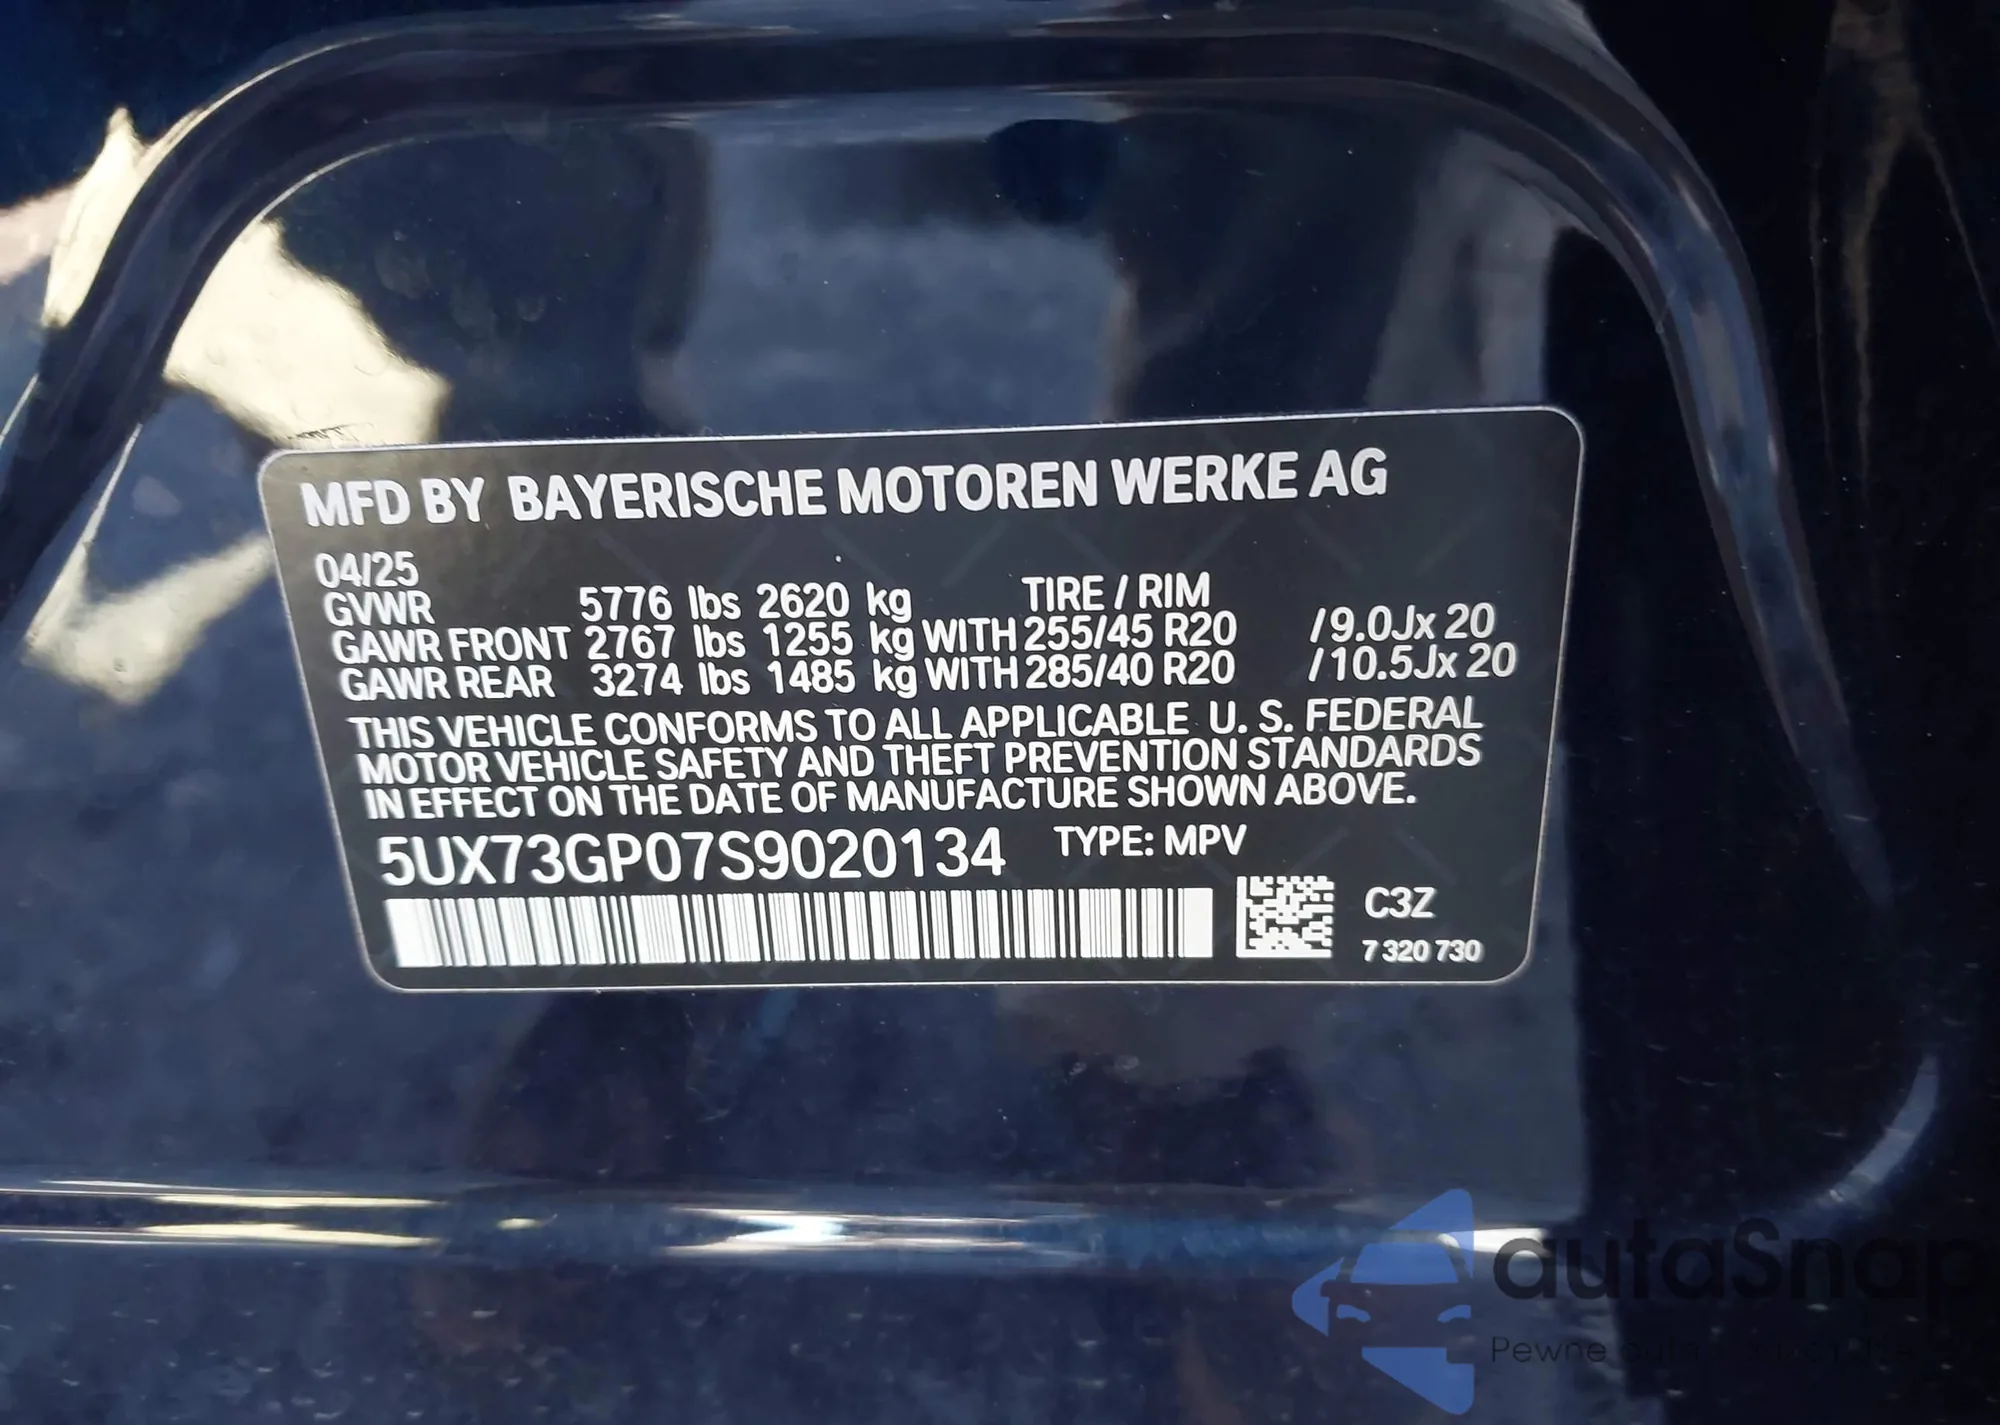 MFD BY BAYERISCHE MOTOREN WERKE AG
04/25
GVWR 5776 lbs 2620 kg TIRE / RIM
GAWR FRONT 2767 lbs 1255 kg WITH 255/45 R20 /9.0Jx 20
GAWR REAR 3274 lbs 1485 kg WITH 285/40 R20 /10.5Jx 20
THIS VEHICLE CONFORMS TO ALL APPLICABLE U. S. FEDERAL
MOTOR VEHICLE SAFETY AND THEFT PREVENTION STANDARDS
IN EFFECT ON THE DATE OF MANUFACTURE SHOWN ABOVE.
5UX73GP07S9020134 TYPE: MPV
C3Z
7 320 730
autaSnap
Pewne auta